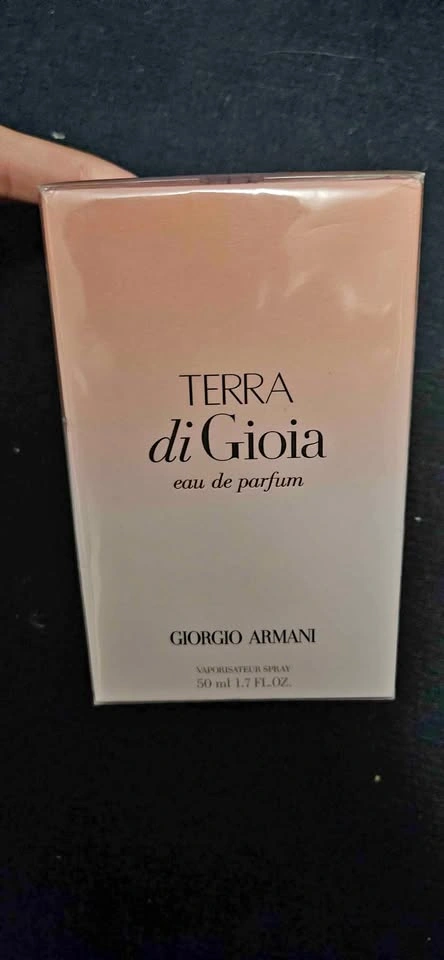 TERRA
di Gioia
eau de parfum
GIORGIO ARMANI
VAPORISATEUR SPRAY
50 ml 1.7 FL.OZ.